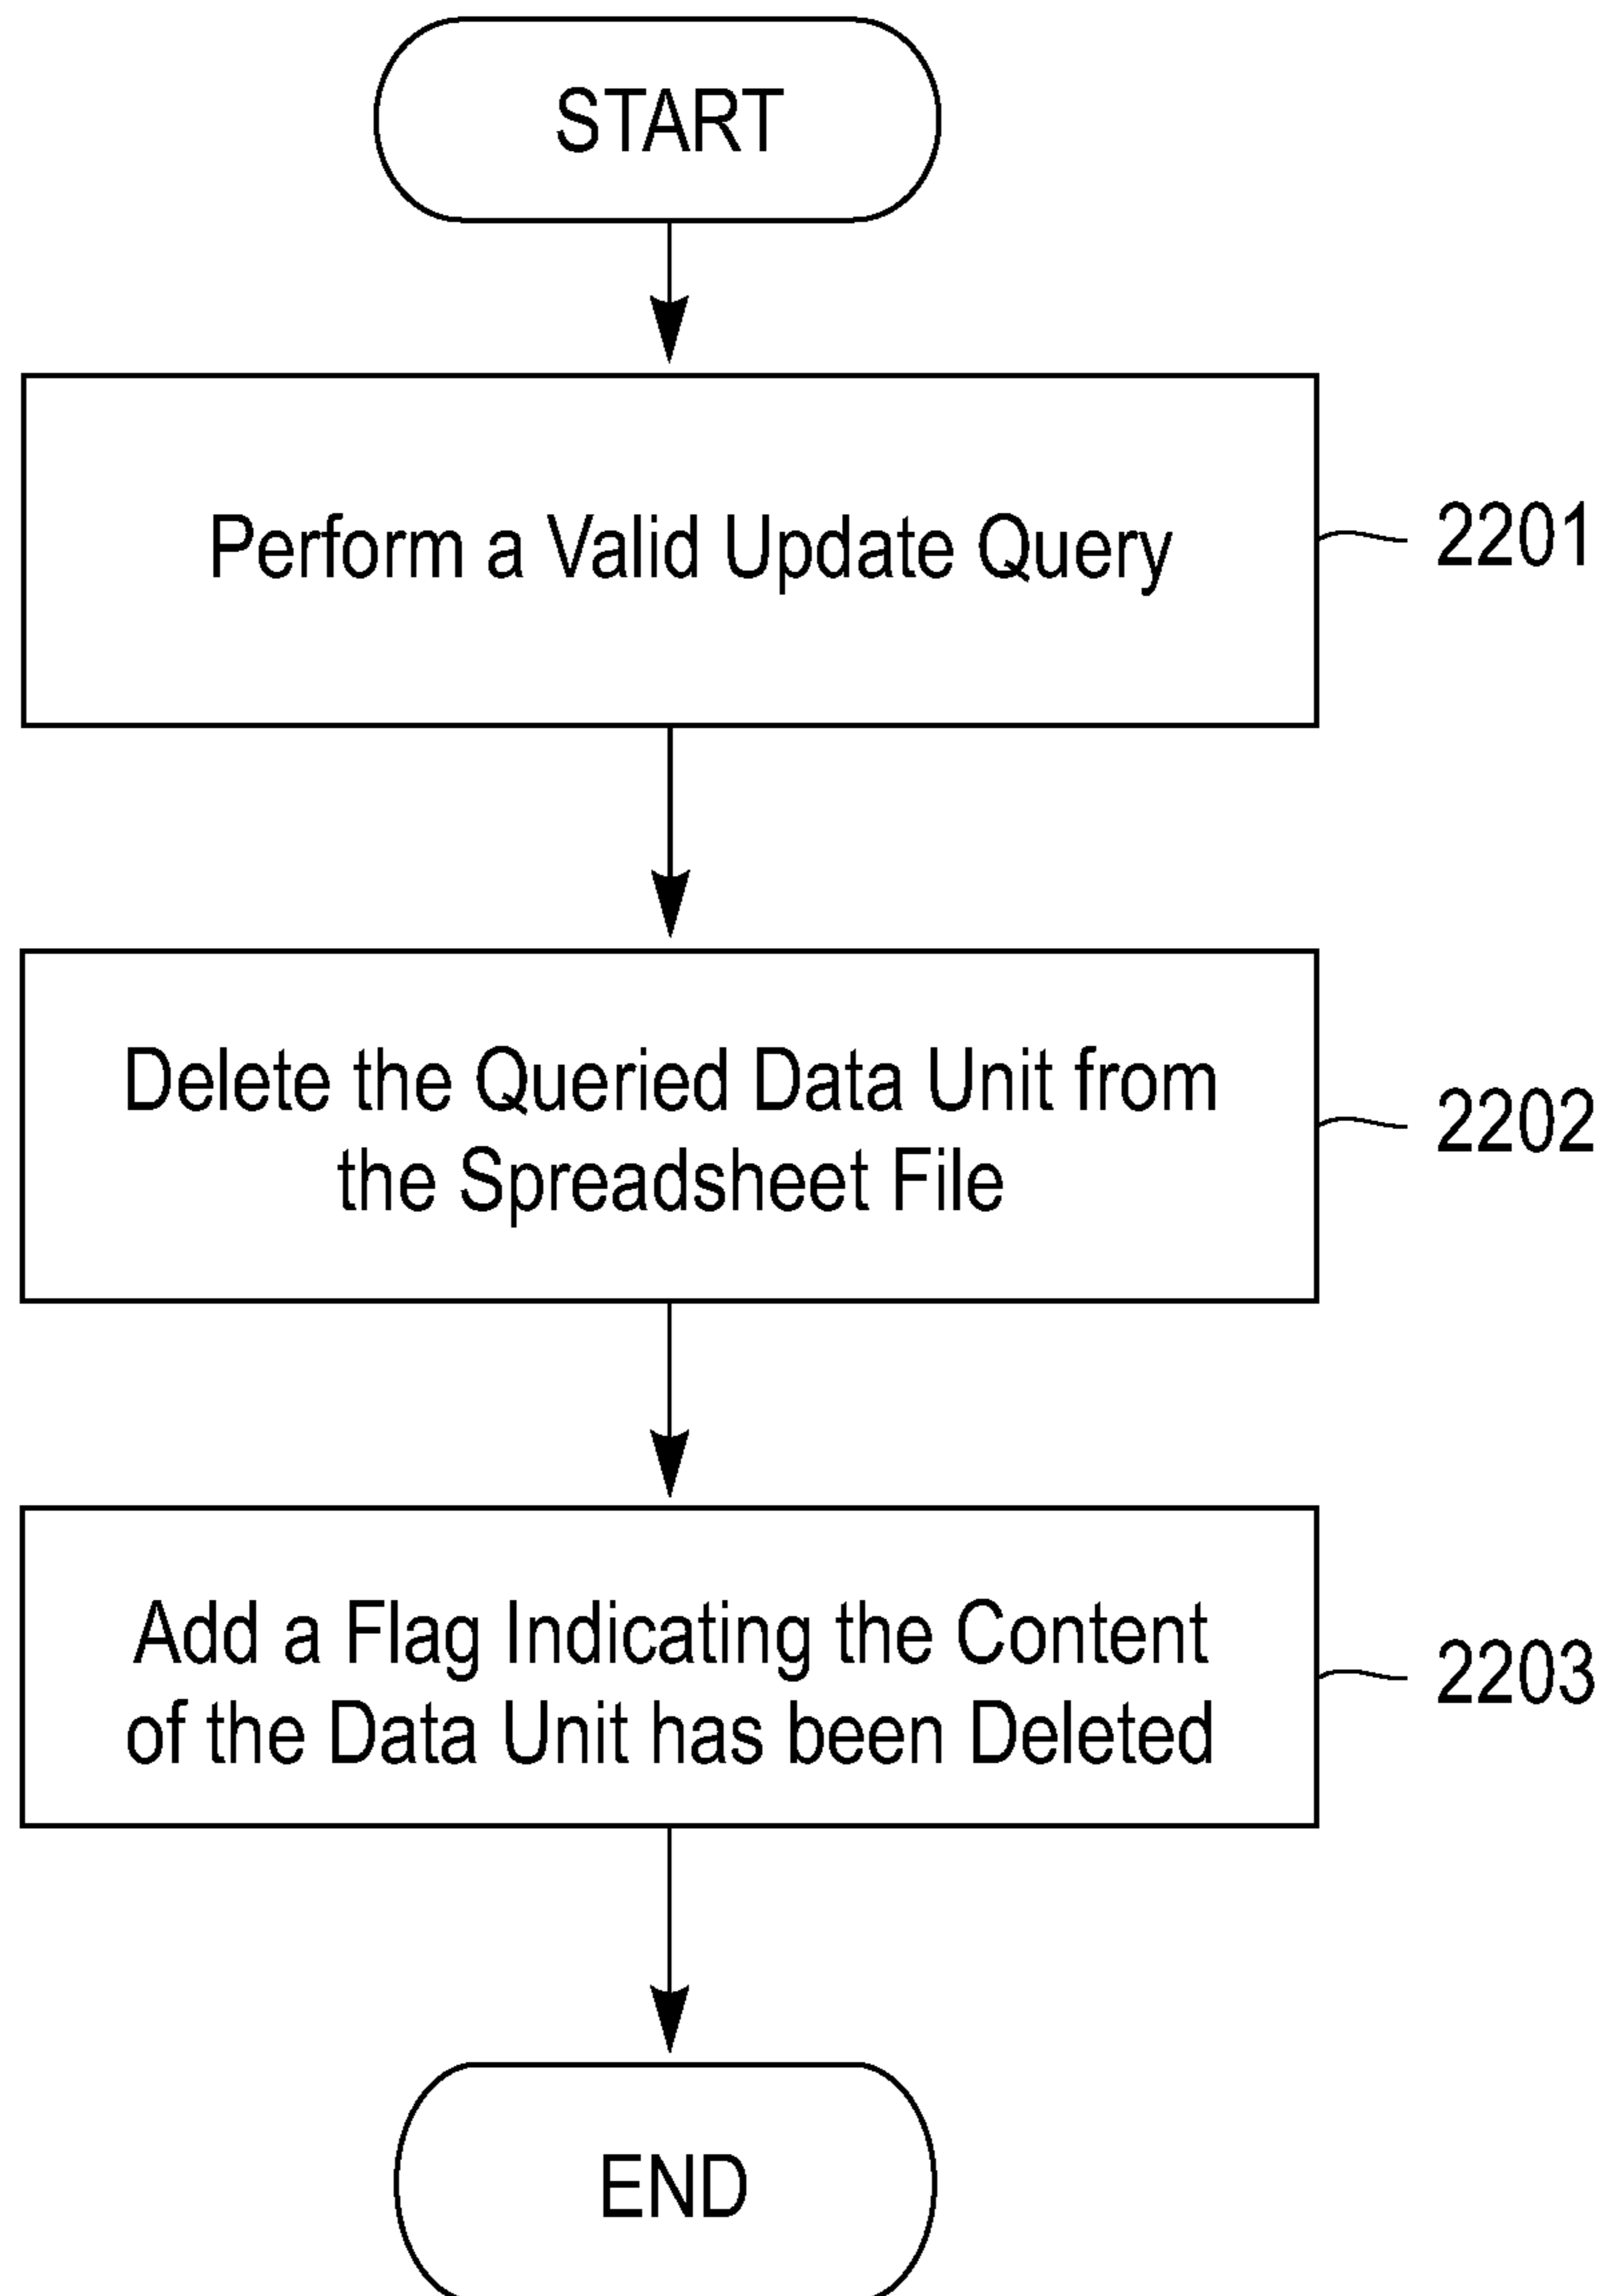 START
Perform a Valid Update Query
2201
Delete the Queried Data Unit from
the Spreadsheet File
2202
Add a Flag Indicating the Content
of the Data Unit has been Deleted
2203
END